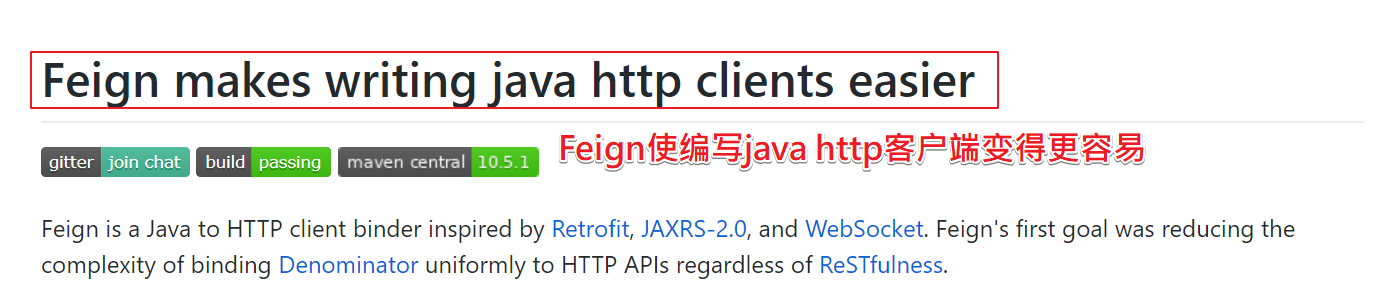 Feign makes writing java http clients easier
gitter join chat build passing maven central 10.5.1
Feign使编写java http客户端变得更容易
Feign is a Java to HTTP client binder inspired by Retrofit, JAXRS-2.0, and WebSocket. Feign's first goal was reducing the
complexity of binding Denominator uniformly to HTTP APIs regardless of ReSTfulness.